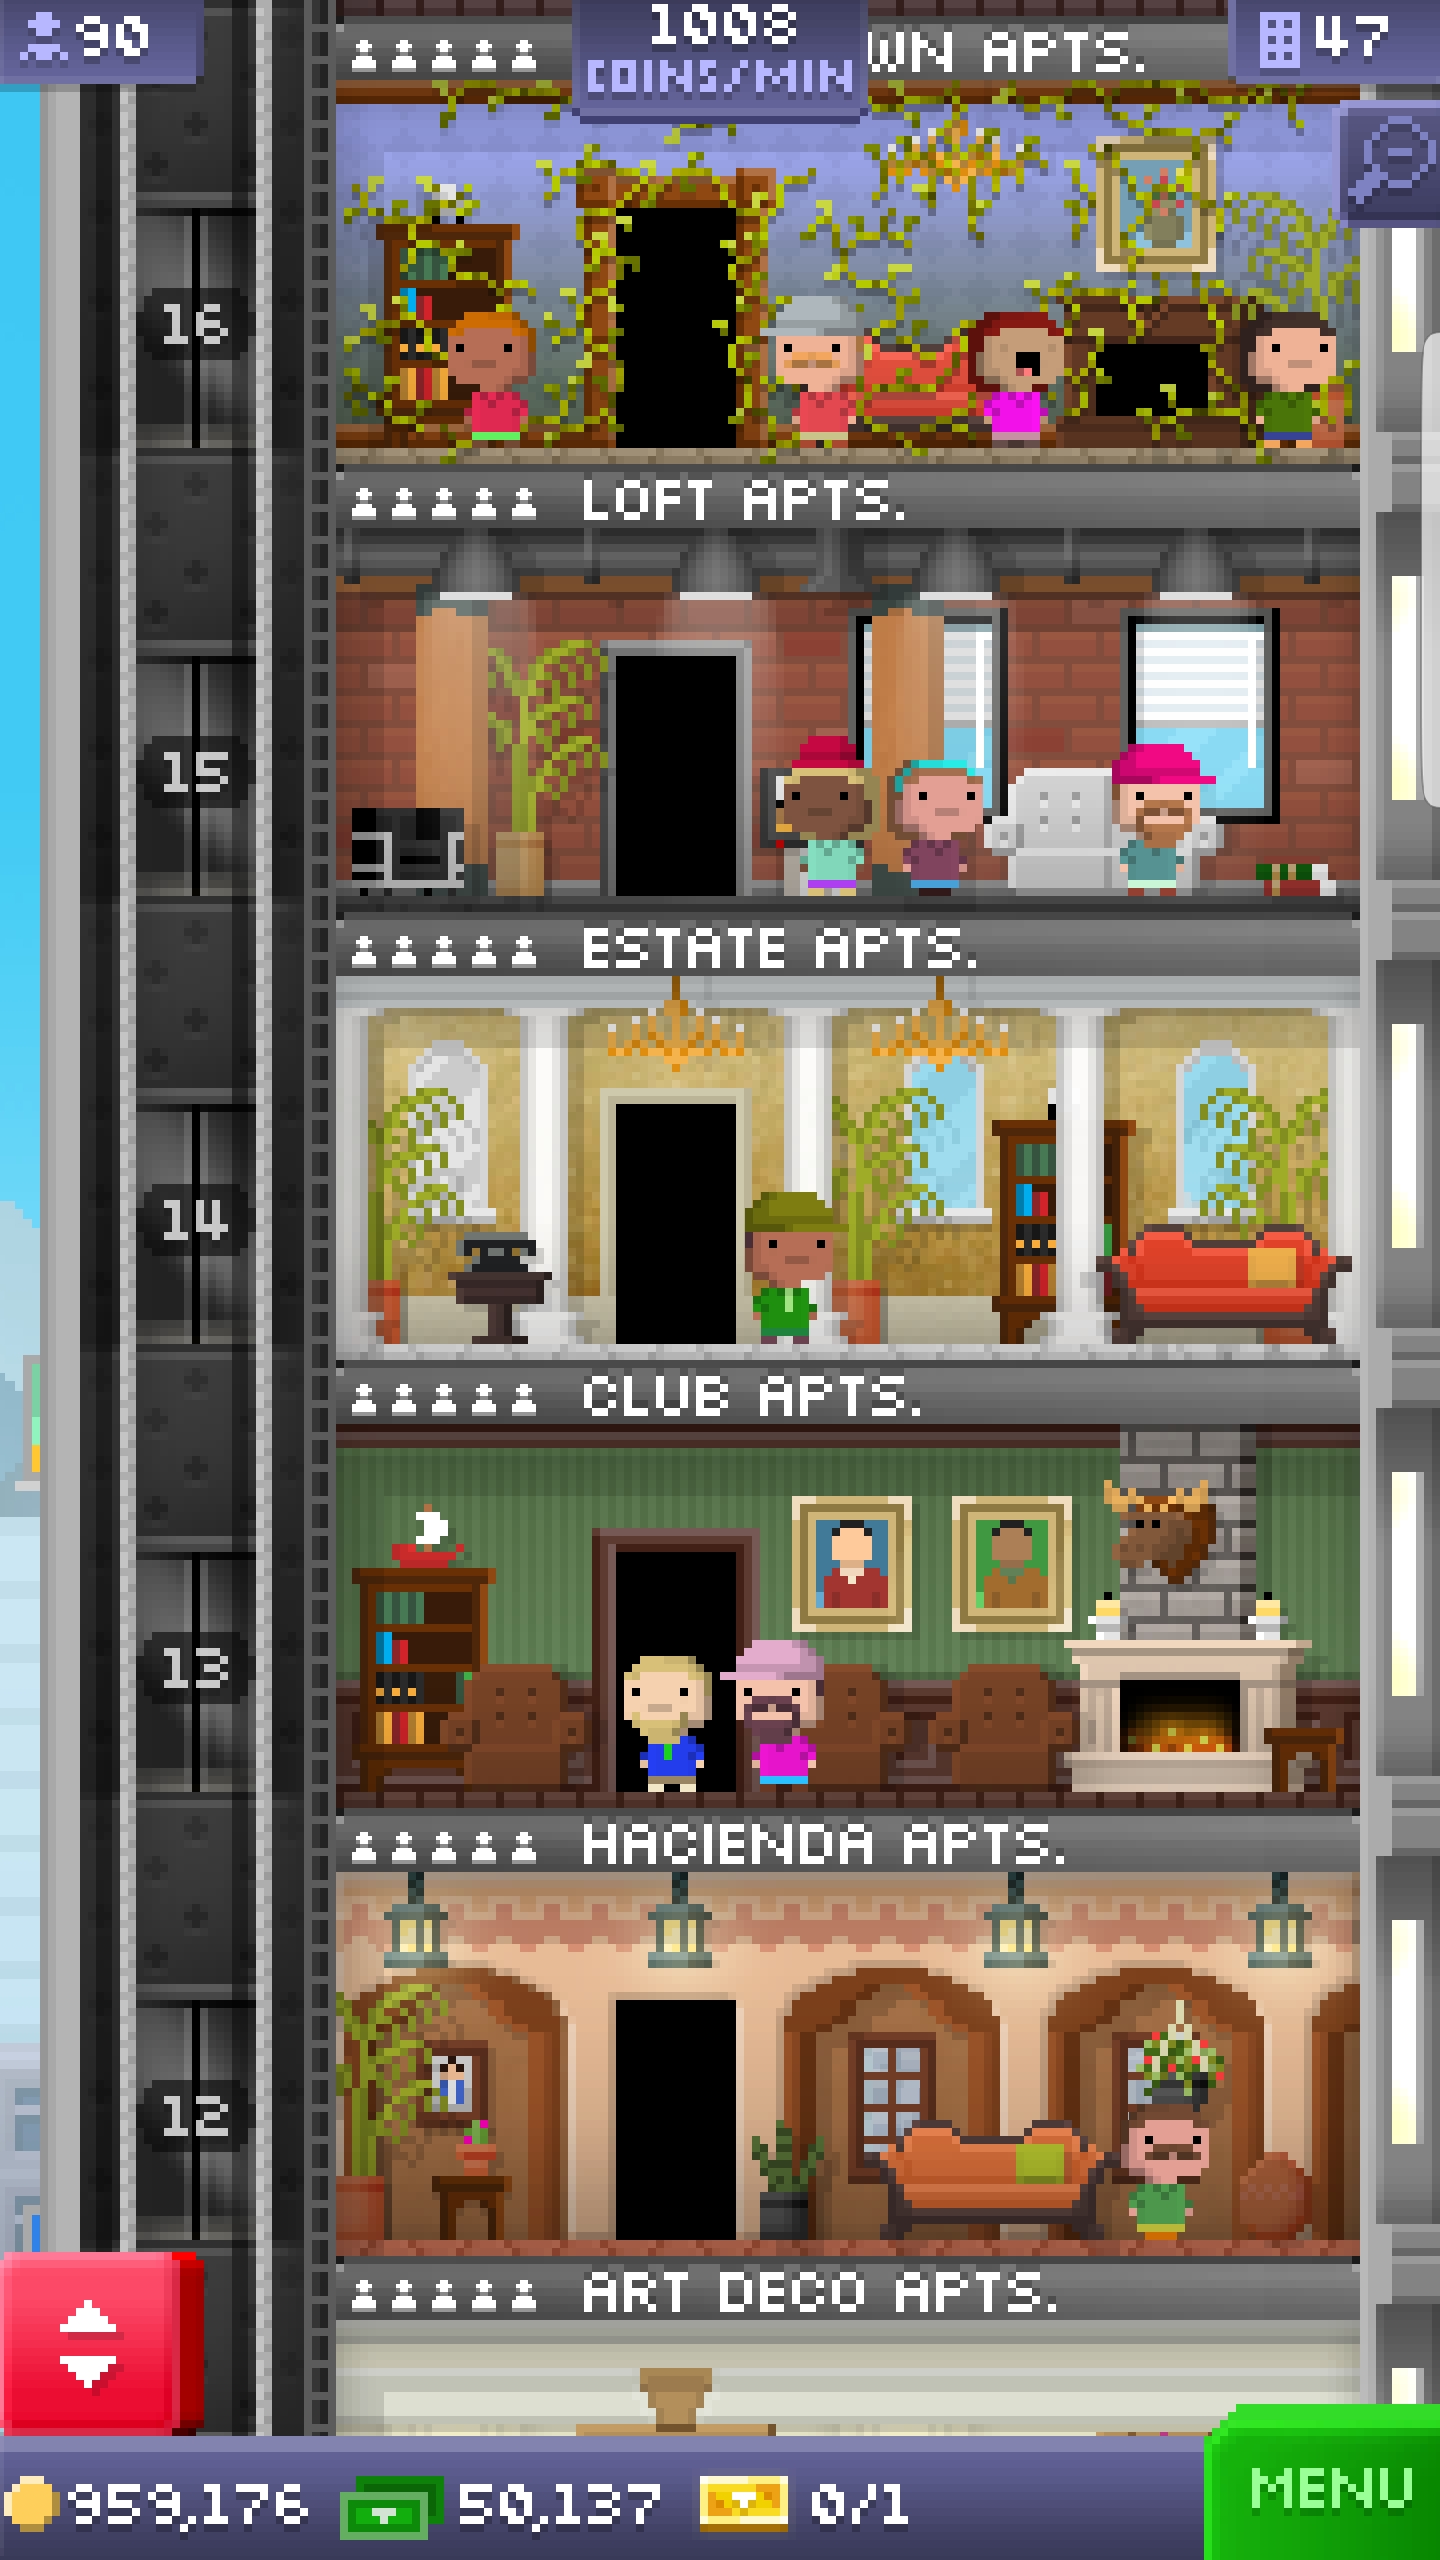 90
1008
COINS/MIN
WN APTS.
47
16
LOFT APTS.
15
ESTATE APTS.
14
CLUB APTS.
13
HACIENDA APTS.
12
ART DECO APTS.
959,176
50,137
0/1
MENU